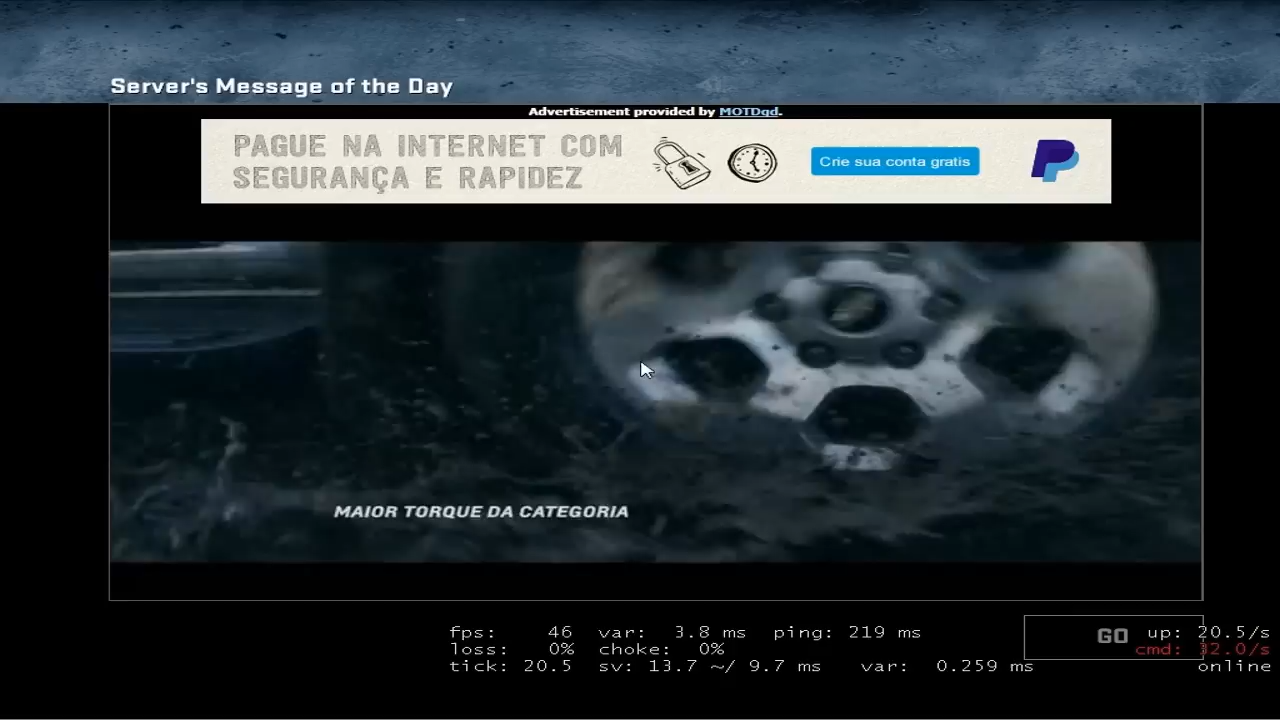 Server's Message of the Day
Advertisement provided by MOTDgd.
PAGUE NA INTERNET COM
SEGURANÇA E RAPIDEZ
Crie sua conta gratis
MAIOR TORQUE DA CATEGORIA
fps: 46 var: 3.8 ms ping: 219 ms
loss: 0% choke: 0%
tick: 20.5 sv: 13.7 ~/ 9.7 ms var: 0.259 ms
GO
up: 20.5/s
cmd: 32.0/s
online